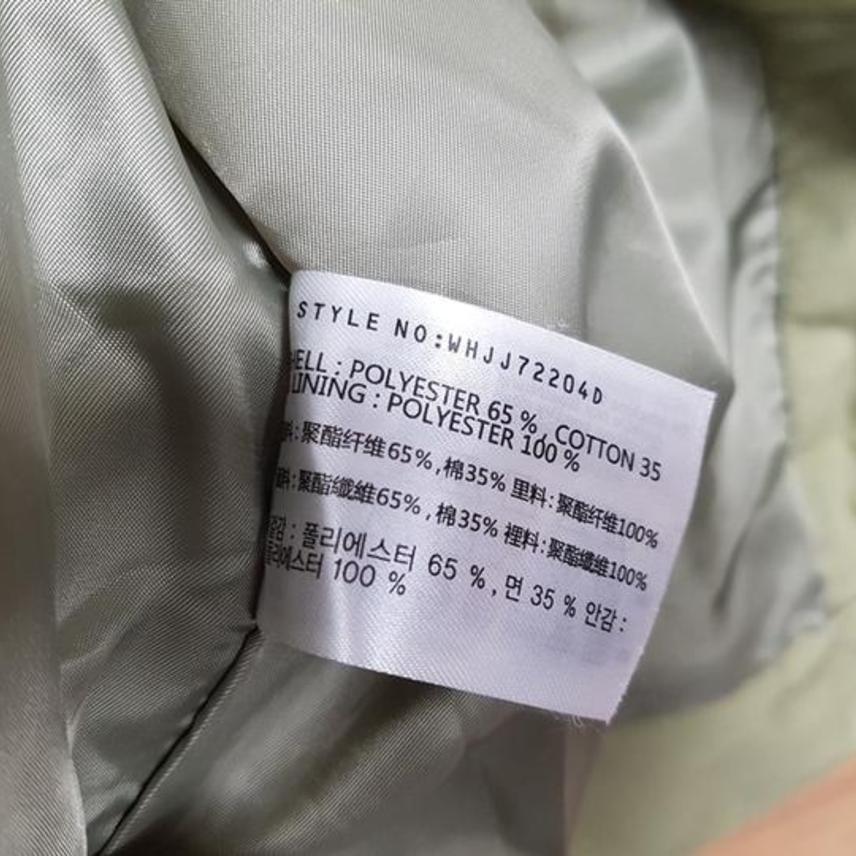 STYLE NO:WHJJ72204D
ELL : POLYESTER 65 %, COTTON 35
LINING : POLYESTER 100 %
料:聚酯纤维65%,棉35% 里料:聚酯纤维100%
料:聚酯纖維65%,棉35% 裡料:聚酯纖維100%
겉감 : 폴리에스터 65 %,면 35 % 안감 :
폴리에스터 100 %